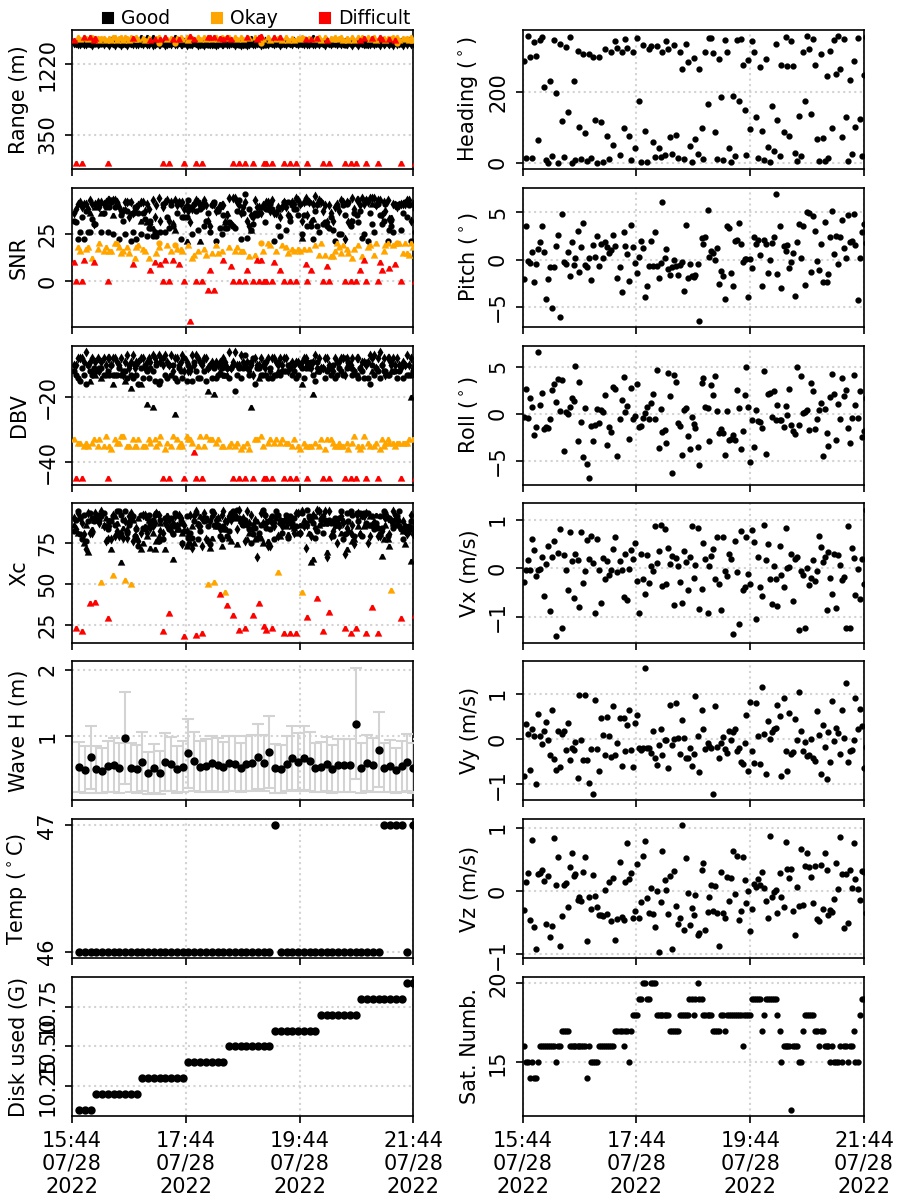 Good Okay Difficult
Range (m)
1220
350
Heading (°)
200
0
SNR
25
0
Pitch (°)
5
0
−5
DBV
−20
−40
Roll (°)
5
0
−5
Xc
75
50
25
Vx (m/s)
1
0
−1
Wave H (m)
2
1
Vy (m/s)
1
0
−1
Temp (°C)
47
46
Vz (m/s)
1
0
−1
Disk used (G)
10.75
10.50
10.25
Sat. Numb.
20
15
15:44 17:44 19:44 21:44
07/28 07/28 07/28 07/28
2022 2022 2022 2022
15:44 17:44 19:44 21:44
07/28 07/28 07/28 07/28
2022 2022 2022 2022